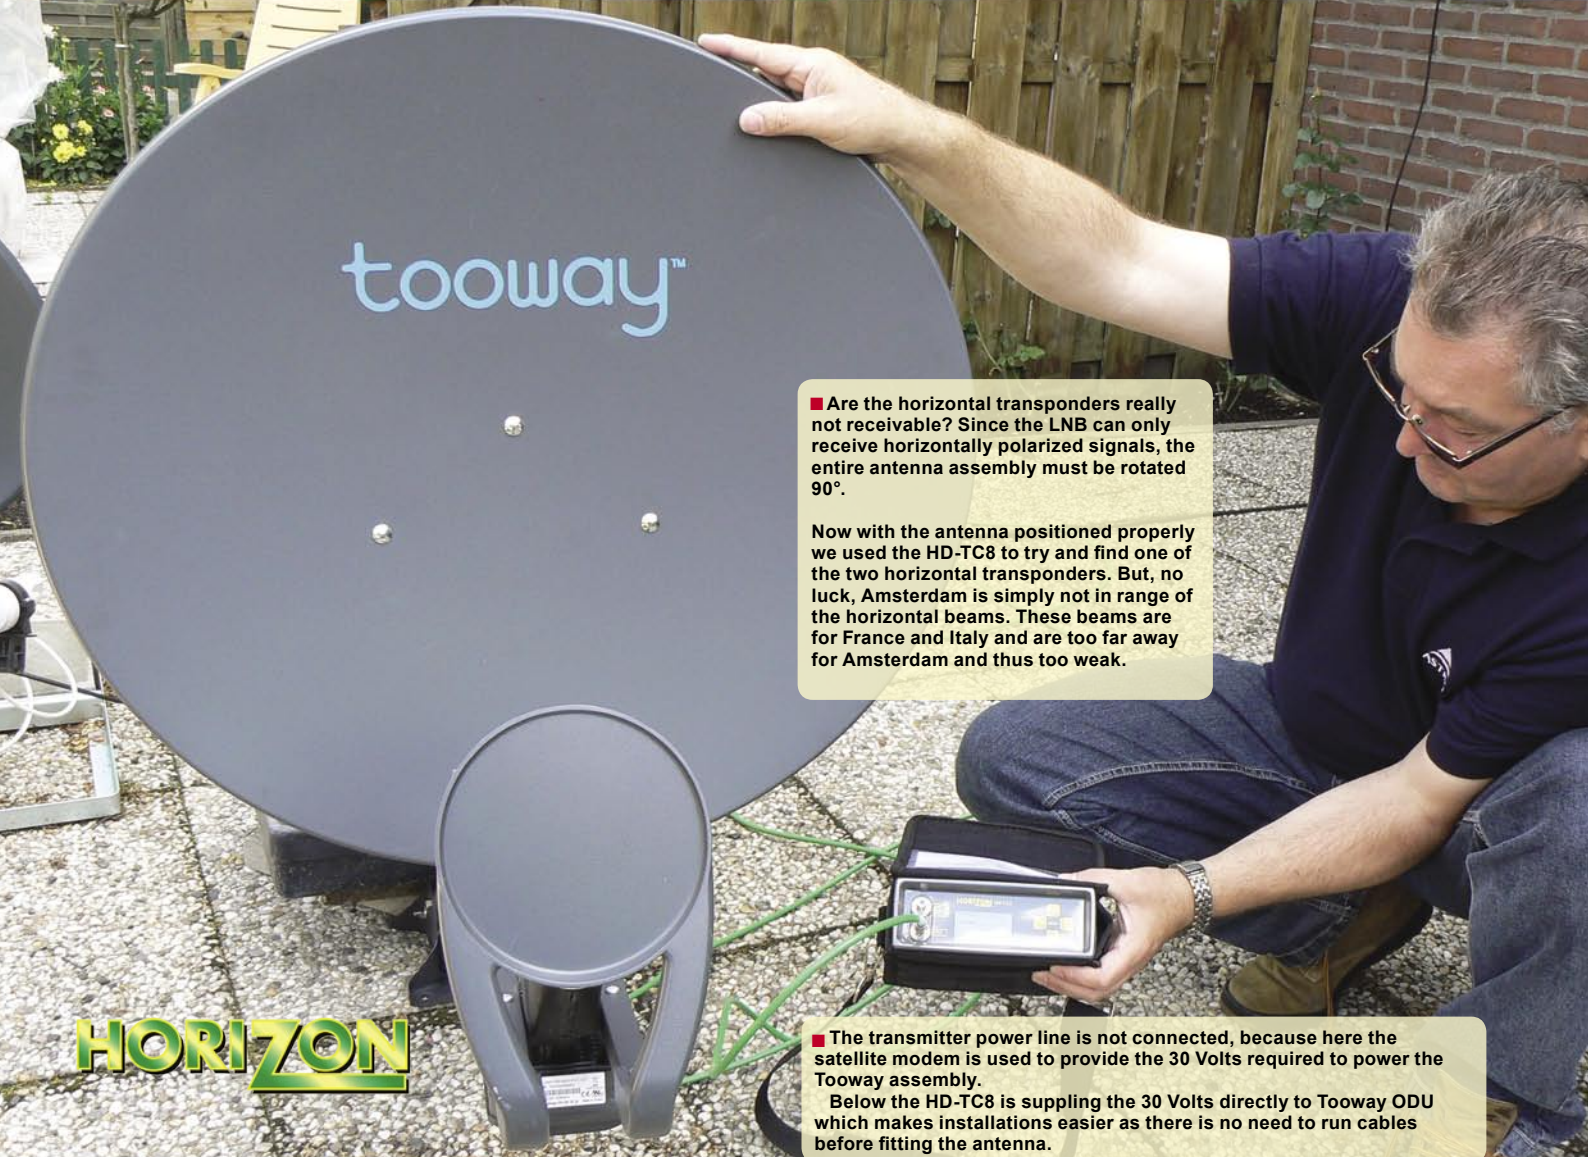 tooway™
■ Are the horizontal transponders really
not receivable? Since the LNB can only
receive horizontally polarized signals, the
entire antenna assembly must be rotated
90°.
Now with the antenna positioned properly
we used the HD-TC8 to try and find one of
the two horizontal transponders. But, no
luck, Amsterdam is simply not in range of
the horizontal beams. These beams are
for France and Italy and are too far away
for Amsterdam and thus too weak.
HORIZON
HORIZON
■ The transmitter power line is not connected, because here the
satellite modem is used to provide the 30 Volts required to power the
Tooway assembly.
Below the HD-TC8 is suppling the 30 Volts directly to Tooway ODU
which makes installations easier as there is no need to run cables
before fitting the antenna.